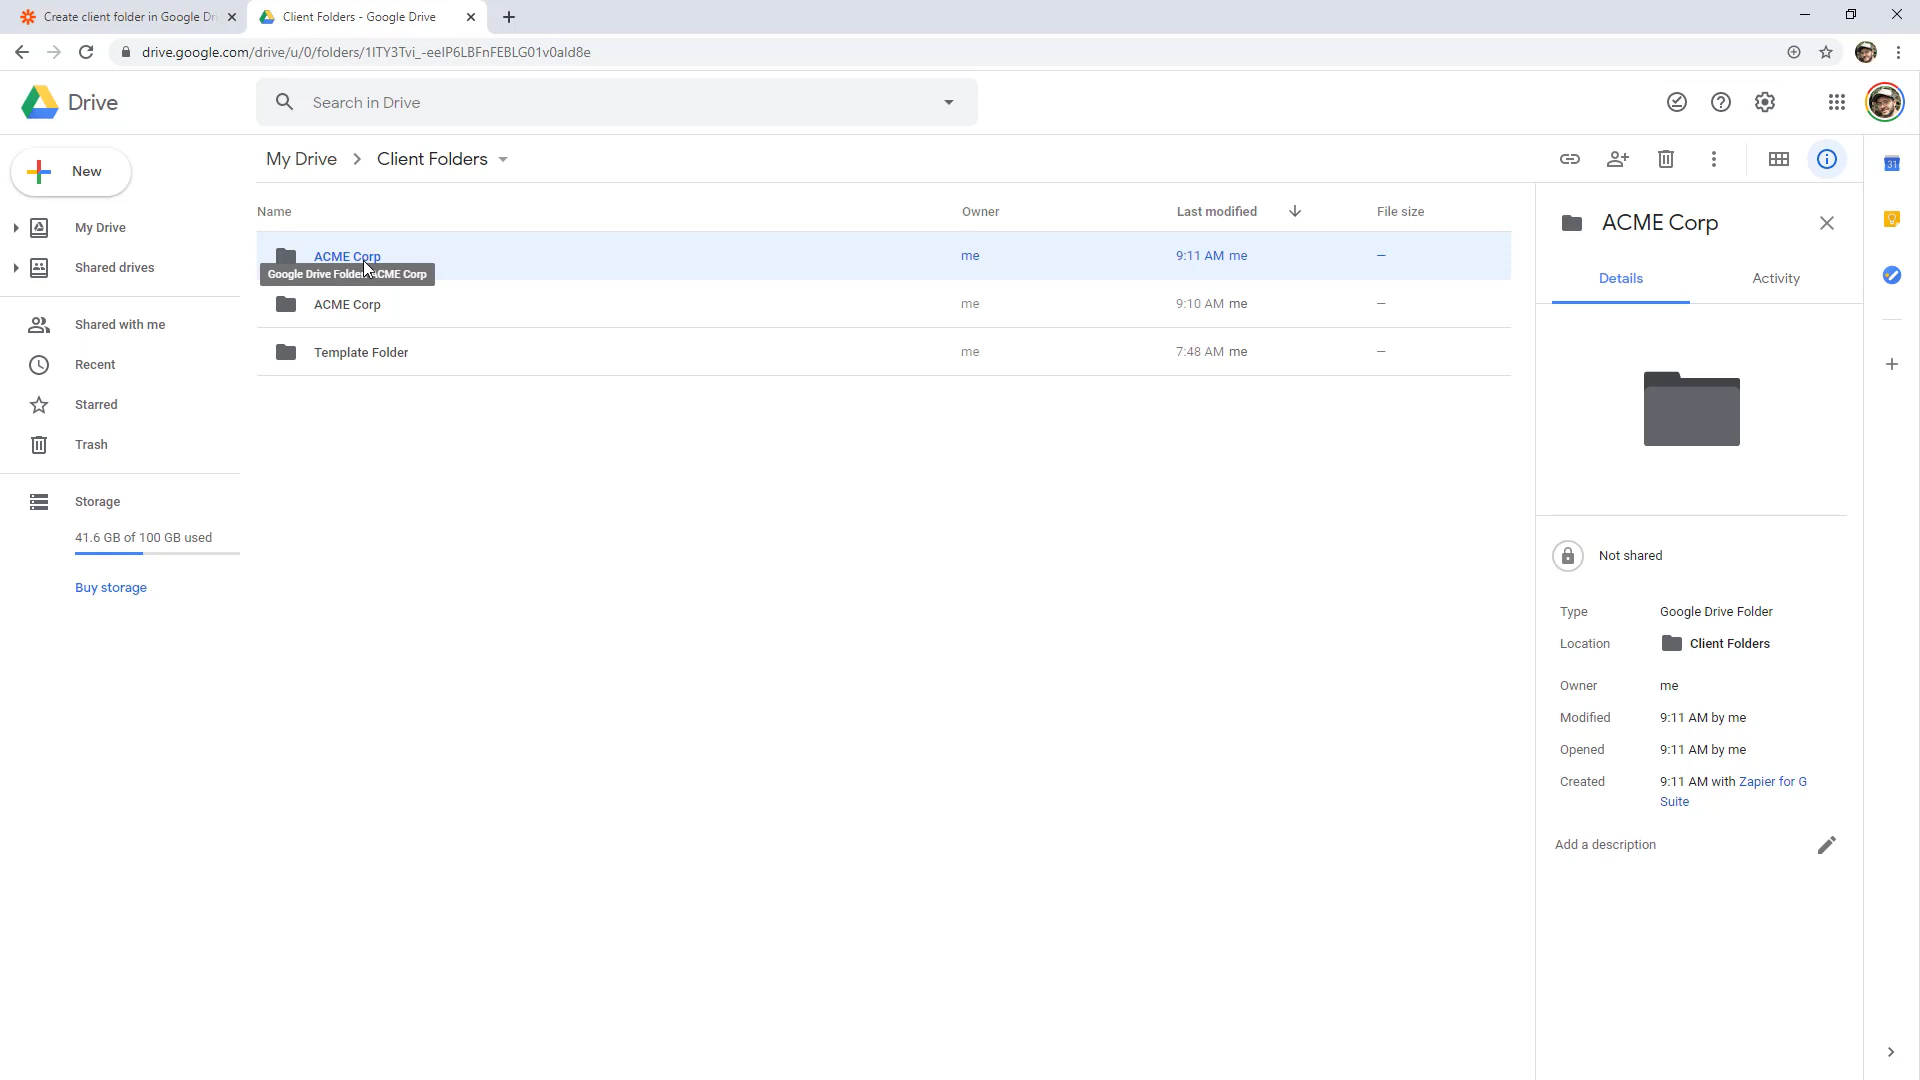 Create client folder in Google Dr
Client Folders - Google Drive
drive.google.com/drive/u/0/folders/1ITY3Tvi_-eeIP6LBFnFEBLG01v0ald8e
Drive
Search in Drive
New
My Drive
Shared drives
Shared with me
Recent
Starred
Trash
Storage
41.6 GB of 100 GB used
Buy storage
My Drive > Client Folders
Name Owner Last modified File size
ACME Corp me 9:11 AM me —
Google Drive Folder: ACME Corp
ACME Corp me 9:10 AM me —
Template Folder me 7:48 AM me —
ACME Corp
Details Activity
Not shared
Type Google Drive Folder
Location Client Folders
Owner me
Modified 9:11 AM by me
Opened 9:11 AM by me
Created 9:11 AM with Zapier for G
Suite
Add a description
31